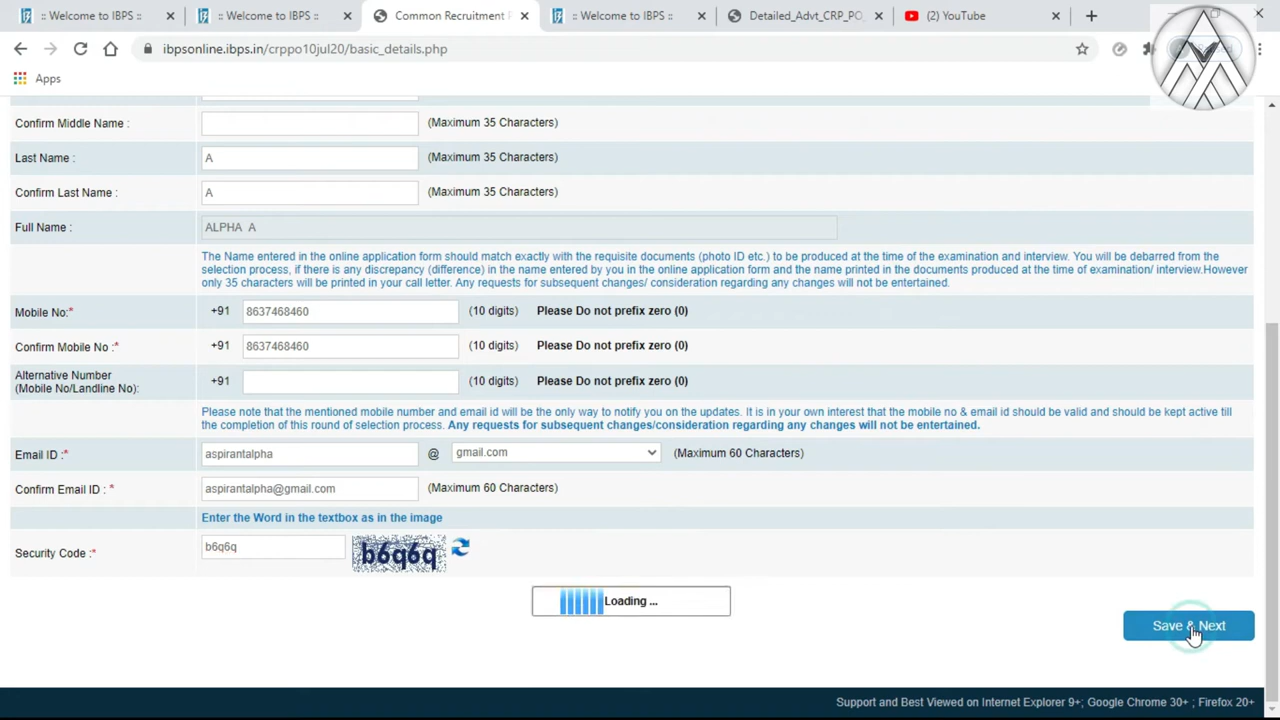 :: Welcome to IBPS ::
:: Welcome to IBPS ::
Common Recruitment P
:: Welcome to IBPS ::
Detailed_Advt_CRP_PO_
(2) YouTube
ibpsonline.ibps.in/crppo10jul20/basic_details.php
Apps
Confirm Middle Name :
(Maximum 35 Characters)
Last Name :
A
(Maximum 35 Characters)
Confirm Last Name :
A
(Maximum 35 Characters)
Full Name :
ALPHA A
The Name entered in the online application form should match exactly with the requisite documents (photo ID etc.) to be produced at the time of the examination and interview. You will be debarred from the
selection process, if there is any discrepancy (difference) in the name entered by you in the online application form and the name printed in the documents produced at the time of examination/ interview.However
only 35 characters will be printed in your call letter. Any requests for subsequent changes/ consideration regarding any changes will not be entertained.
Mobile No:*
+91
8637468460
(10 digits)
Please Do not prefix zero (0)
Confirm Mobile No :*
+91
8637468460
(10 digits)
Please Do not prefix zero (0)
Alternative Number
(Mobile No/Landline No):
+91
(10 digits)
Please Do not prefix zero (0)
Please note that the mentioned mobile number and email id will be the only way to notify you on the updates. It is in your own interest that the mobile no & email id should be valid and should be kept active till
the completion of this round of selection process. Any requests for subsequent changes/consideration regarding any changes will not be entertained.
Email ID :*
aspirantalpha
@
gmail.com
(Maximum 60 Characters)
Confirm Email ID : *
aspirantalpha@gmail.com
(Maximum 60 Characters)
Enter the Word in the textbox as in the image
Security Code :*
b6q6q
b6q6q
Loading ...
Save & Next
Support and Best Viewed on Internet Explorer 9+; Google Chrome 30+ ; Firefox 20+